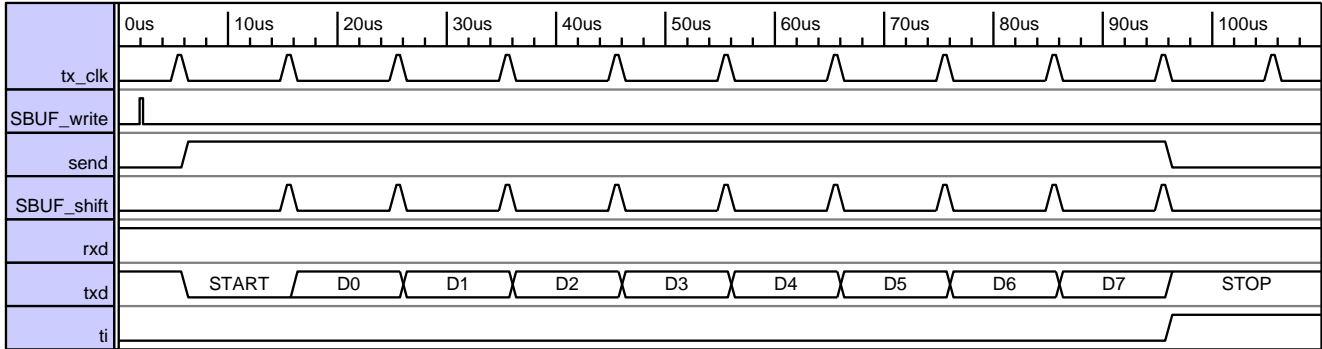 0us 10us 20us 30us 40us 50us 60us 70us 80us 90us 100us
tx_clk
SBUF_write
send
SBUF_shift
rxd
txd START D0 D1 D2 D3 D4 D5 D6 D7 STOP
ti